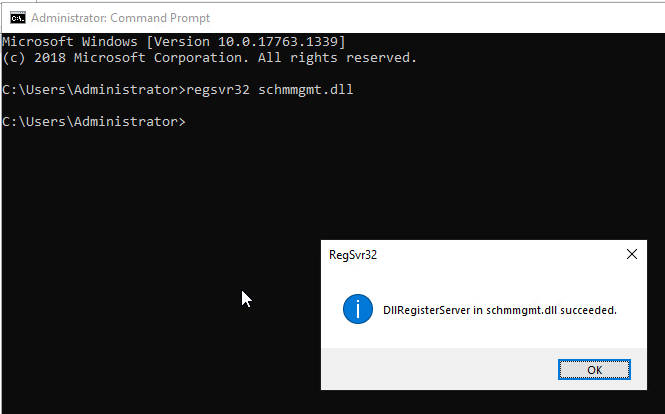 Administrator: Command Prompt
Microsoft Windows [Version 10.0.17763.1339]
(c) 2018 Microsoft Corporation. All rights reserved.
C:\Users\Administrator>regsvr32 schmmgmt.dll
C:\Users\Administrator>
RegSvr32
DllRegisterServer in schmmgmt.dll succeeded.
OK